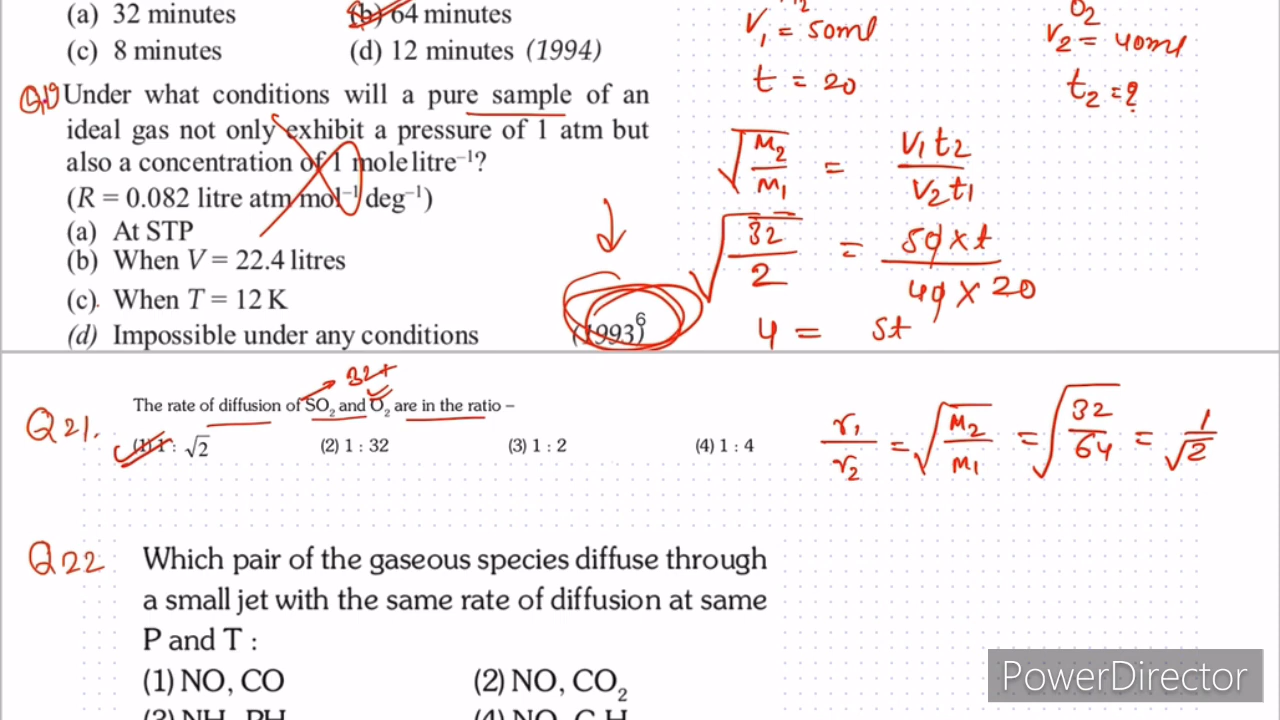 (a) 32 minutes (b) 64 minutes
(c) 8 minutes (d) 12 minutes (1994)
Under what conditions will a pure sample of an
ideal gas not only exhibit a pressure of 1 atm but
also a concentration of 1 mole litre⁻¹?
(R = 0.082 litre atm mol⁻¹ deg⁻¹)
(a) At STP
(b) When V = 22.4 litres
(c). When T = 12 K
(d) Impossible under any conditions (1993) 6
V₁ = 50ml
O₂
V₂ = 40ml
t = 20
t₂ = ?
√(M₂/M₁) = V₁t₂/V₂t₁
√(32/2) = 50×t/40×20
4 = 5t
Q21.
32+
The rate of diffusion of SO₂ and O₂ are in the ratio –
(1) 1 : √2 (2) 1 : 32 (3) 1 : 2 (4) 1 : 4
r₁/r₂ = √(M₂/M₁) = √(32/64) = 1/√2
Q22 Which pair of the gaseous species diffuse through
a small jet with the same rate of diffusion at same
P and T :
(1) NO, CO (2) NO, CO₂
PowerDirector